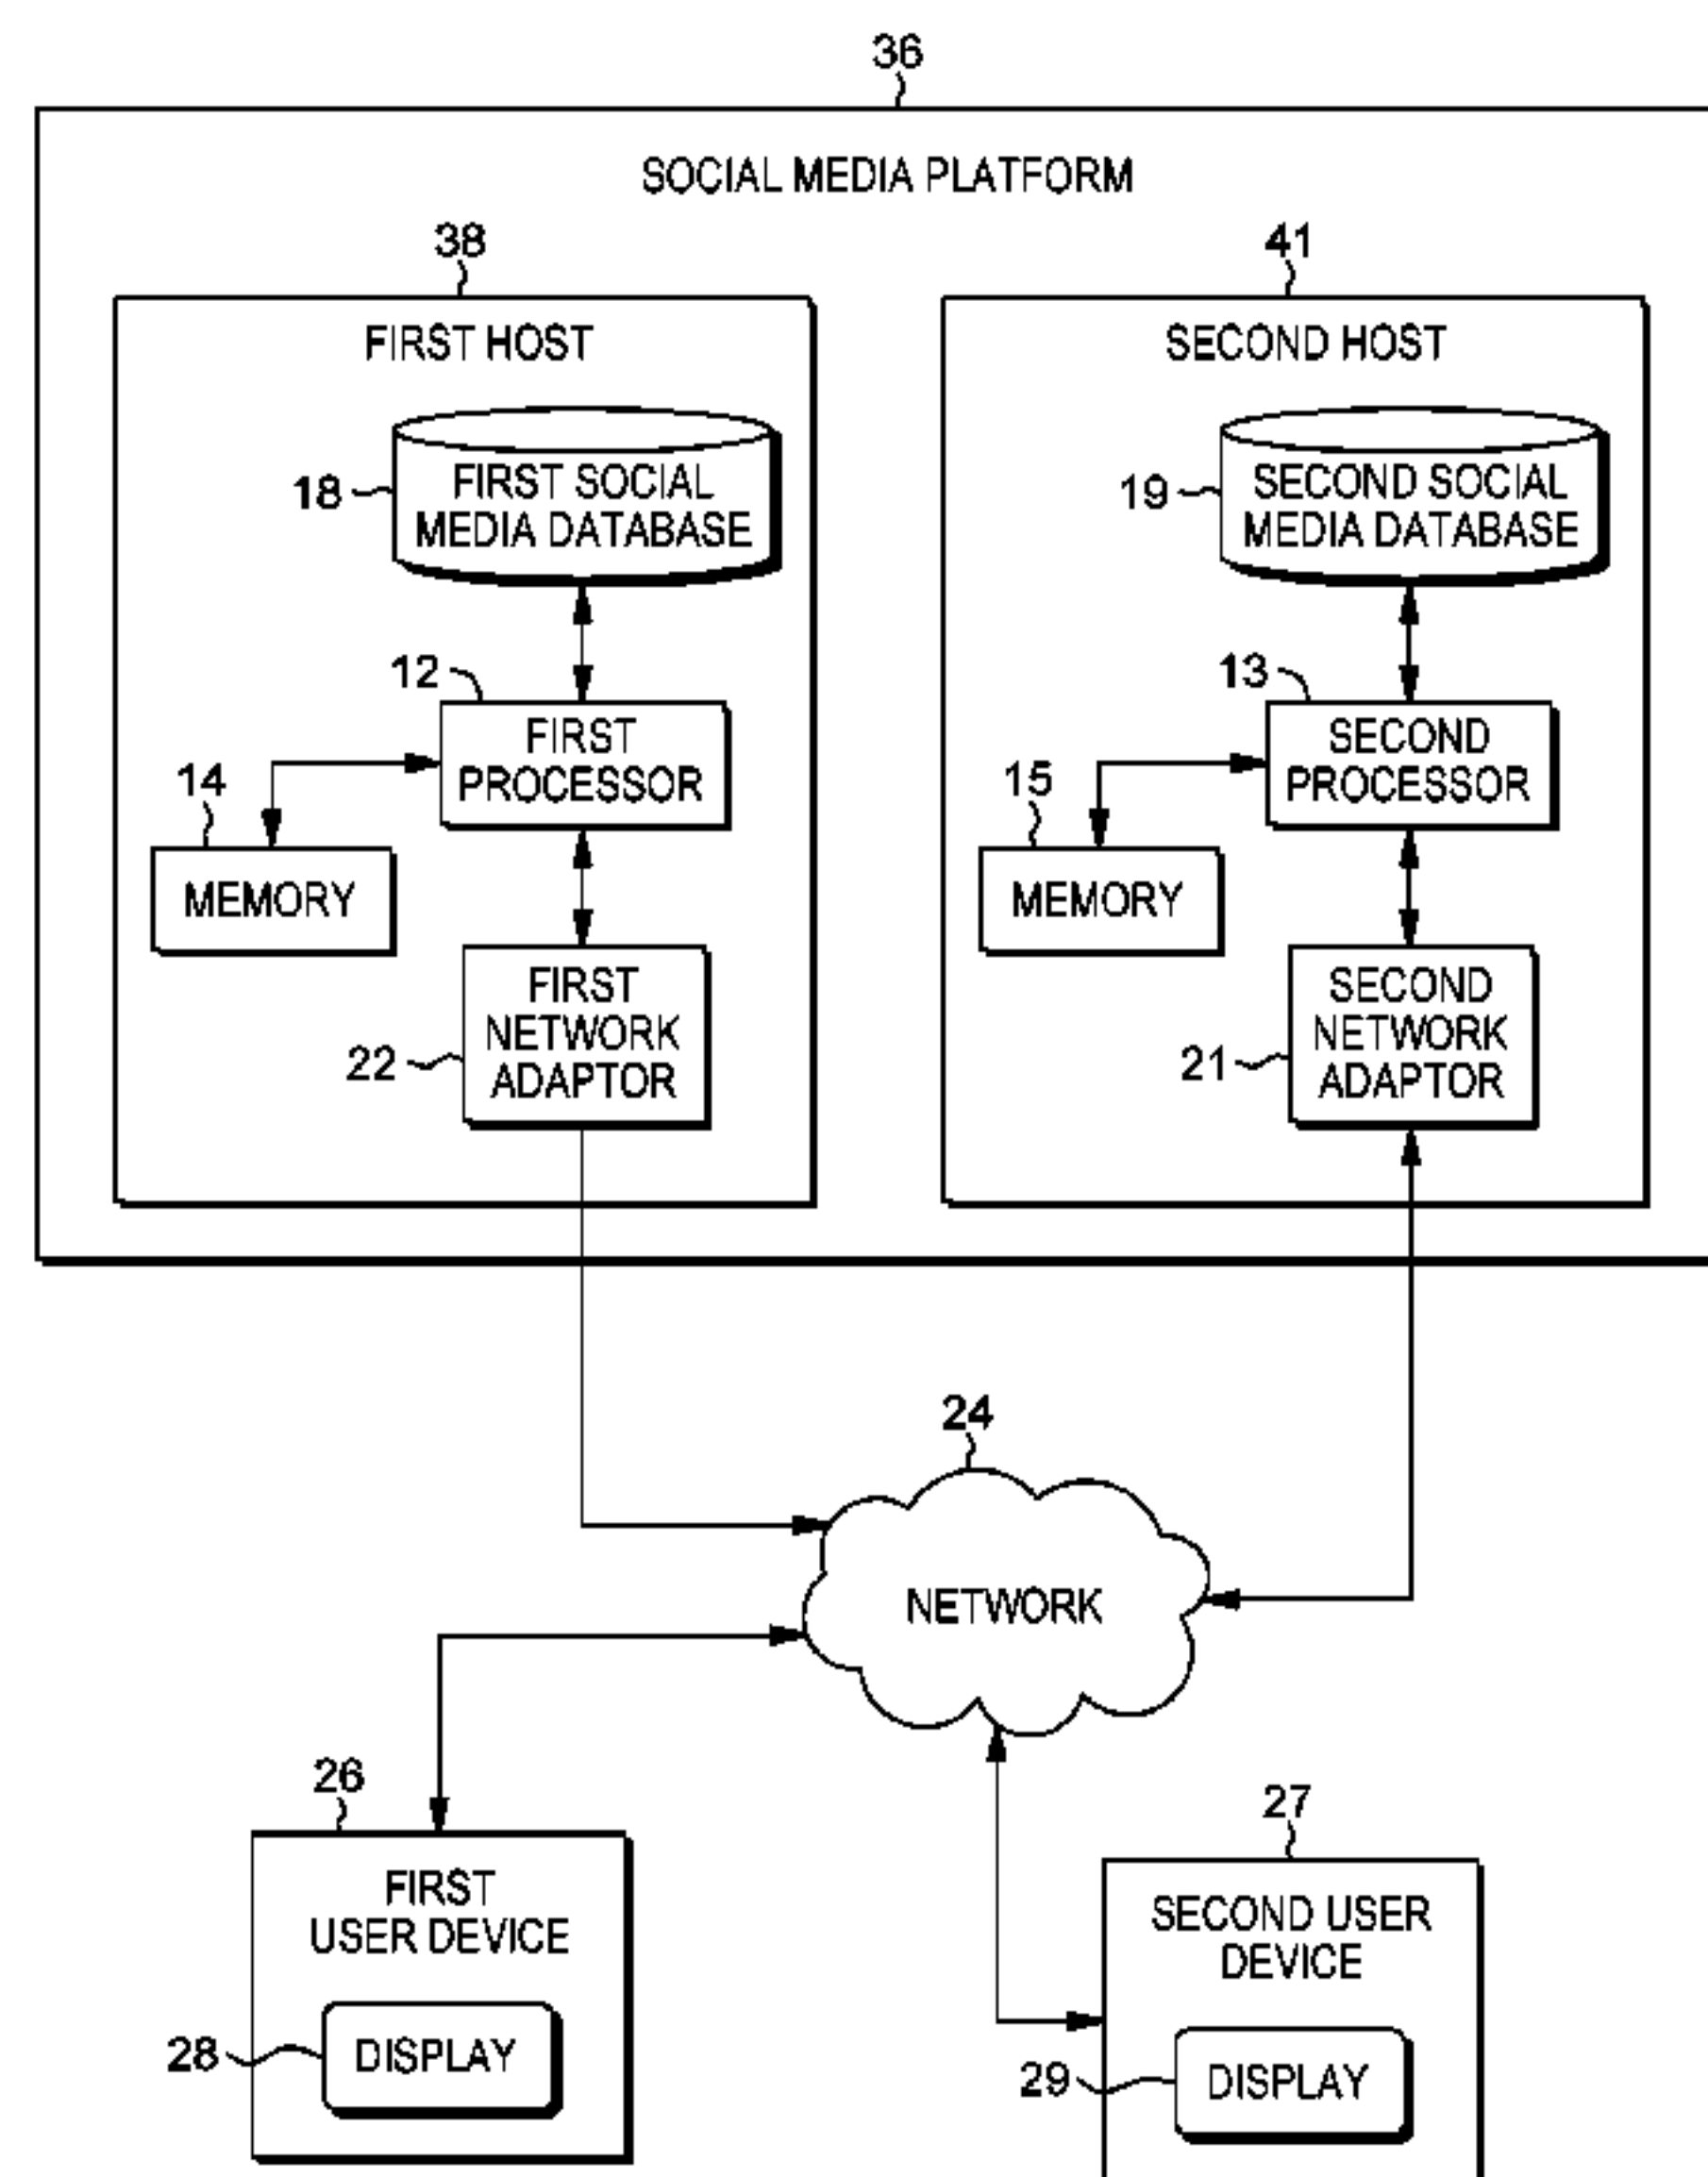 36
SOCIAL MEDIA PLATFORM
38
FIRST HOST
18
FIRST SOCIAL
MEDIA DATABASE
12
FIRST
PROCESSOR
14
MEMORY
FIRST
NETWORK
ADAPTOR
22
41
SECOND HOST
19
SECOND SOCIAL
MEDIA DATABASE
13
SECOND
PROCESSOR
15
MEMORY
SECOND
NETWORK
ADAPTOR
21
24
NETWORK
26
FIRST
USER DEVICE
28
DISPLAY
27
SECOND USER
DEVICE
29
DISPLAY